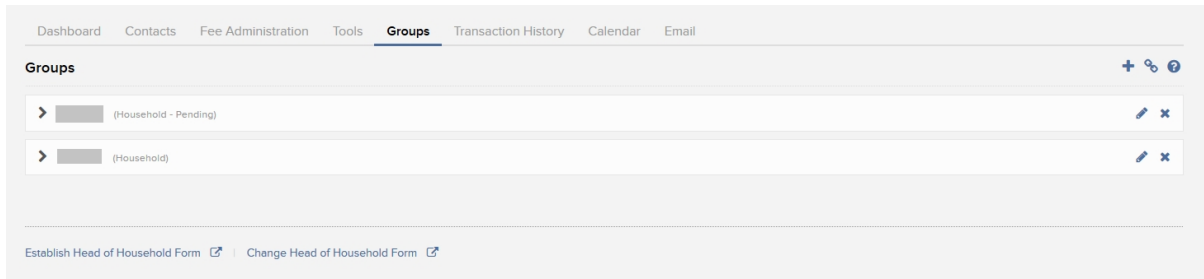 Dashboard Contacts Fee Administration Tools Groups Transaction History Calendar Email
Groups
(Household - Pending)
(Household)
Establish Head of Household Form Change Head of Household Form